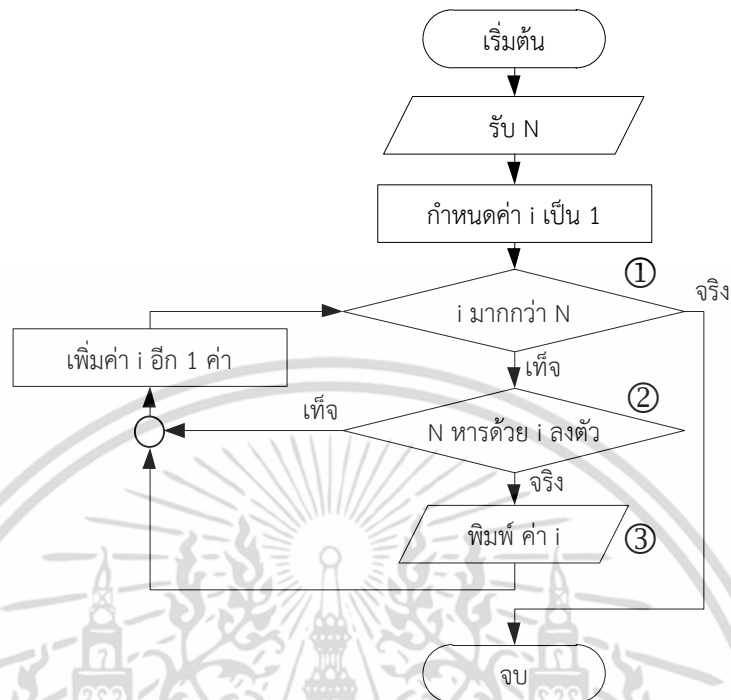 เริ่มต้น
รับ N
กำหนดค่า i เป็น 1
①
i มากกว่า N
จริง
เพิ่มค่า i อีก 1 ค่า
เท็จ
②
เท็จ
N หารด้วย i ลงตัว
จริง
พิมพ์ ค่า i
③
จบ